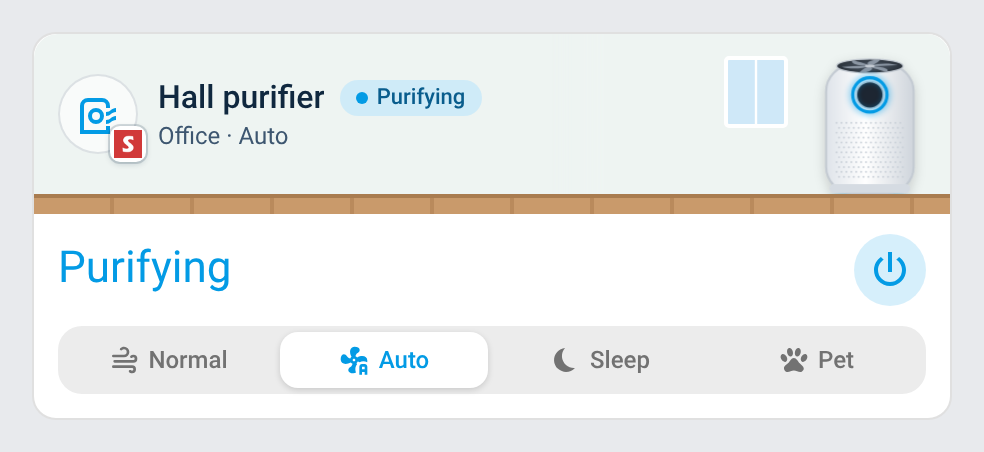 Hall purifier
Purifying
S
Office · Auto
Purifying
Normal
Auto
Sleep
Pet